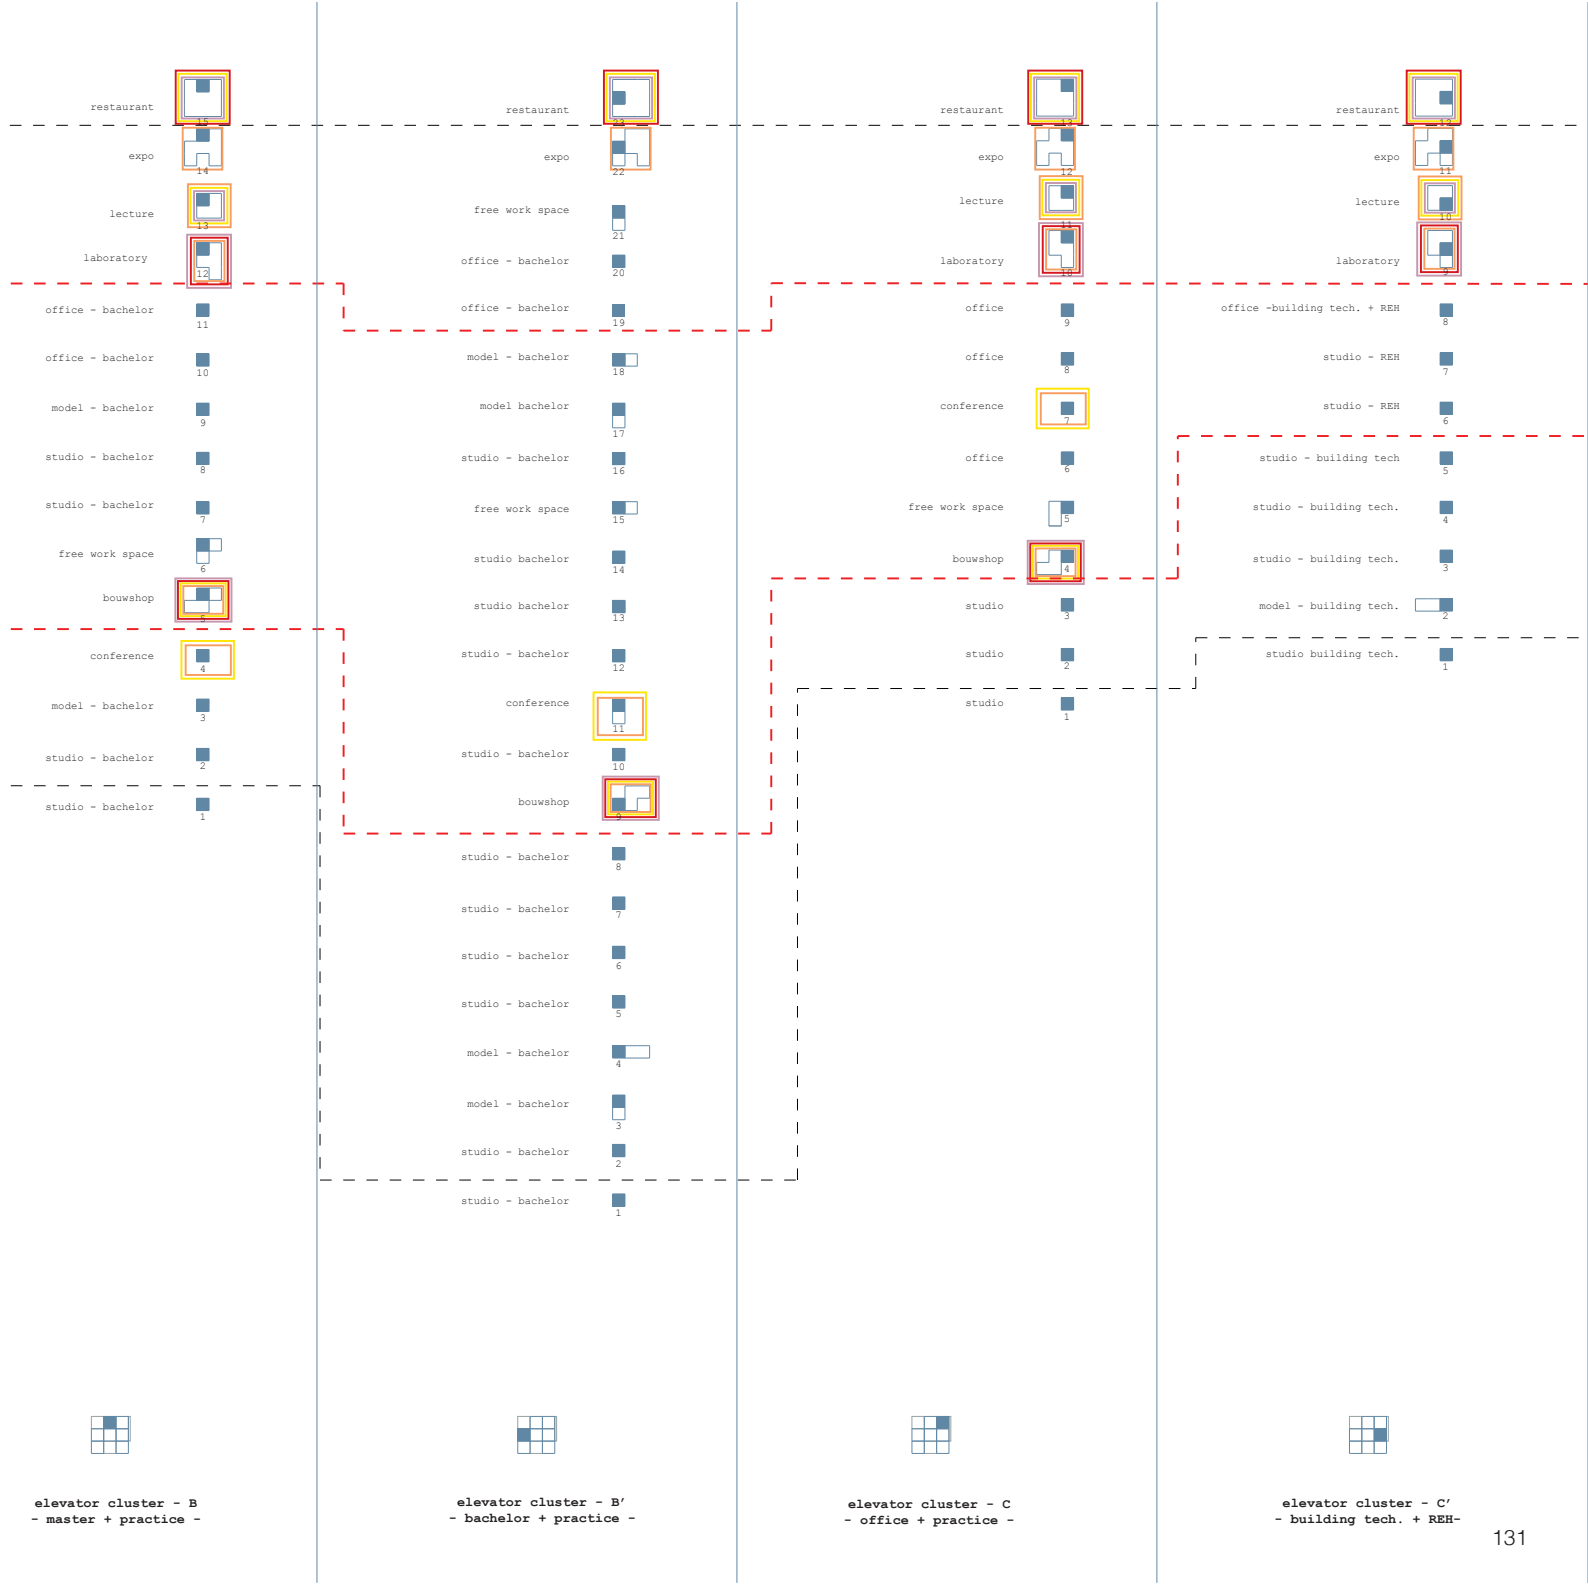 restaurant
15
expo
14
lecture
13
laboratory
12
office - bachelor
11
office - bachelor
10
model - bachelor
9
studio - bachelor
8
studio - bachelor
7
free work space
6
bouwshop
5
conference
4
model - bachelor
3
studio - bachelor
2
studio - bachelor
1
elevator cluster - B
- master + practice -
restaurant
23
expo
22
free work space
21
office - bachelor
20
office - bachelor
19
model - bachelor
18
model bachelor
17
studio - bachelor
16
free work space
15
studio bachelor
14
studio bachelor
13
studio - bachelor
12
conference
11
studio - bachelor
10
bouwshop
9
studio - bachelor
8
studio - bachelor
7
studio - bachelor
6
studio - bachelor
5
model - bachelor
4
model - bachelor
3
studio - bachelor
2
studio - bachelor
1
elevator cluster - B'
- bachelor + practice -
restaurant
13
expo
12
lecture
11
laboratory
10
office
9
office
8
conference
7
office
6
free work space
5
bouwshop
4
studio
3
studio
2
studio
1
elevator cluster - C
- office + practice -
restaurant
12
expo
11
lecture
10
laboratory
9
office -building tech. + REH
8
studio - REH
7
studio - REH
6
studio - building tech
5
studio - building tech.
4
studio - building tech.
3
model - building tech.
2
studio building tech.
1
elevator cluster - C'
- building tech. + REH-
131